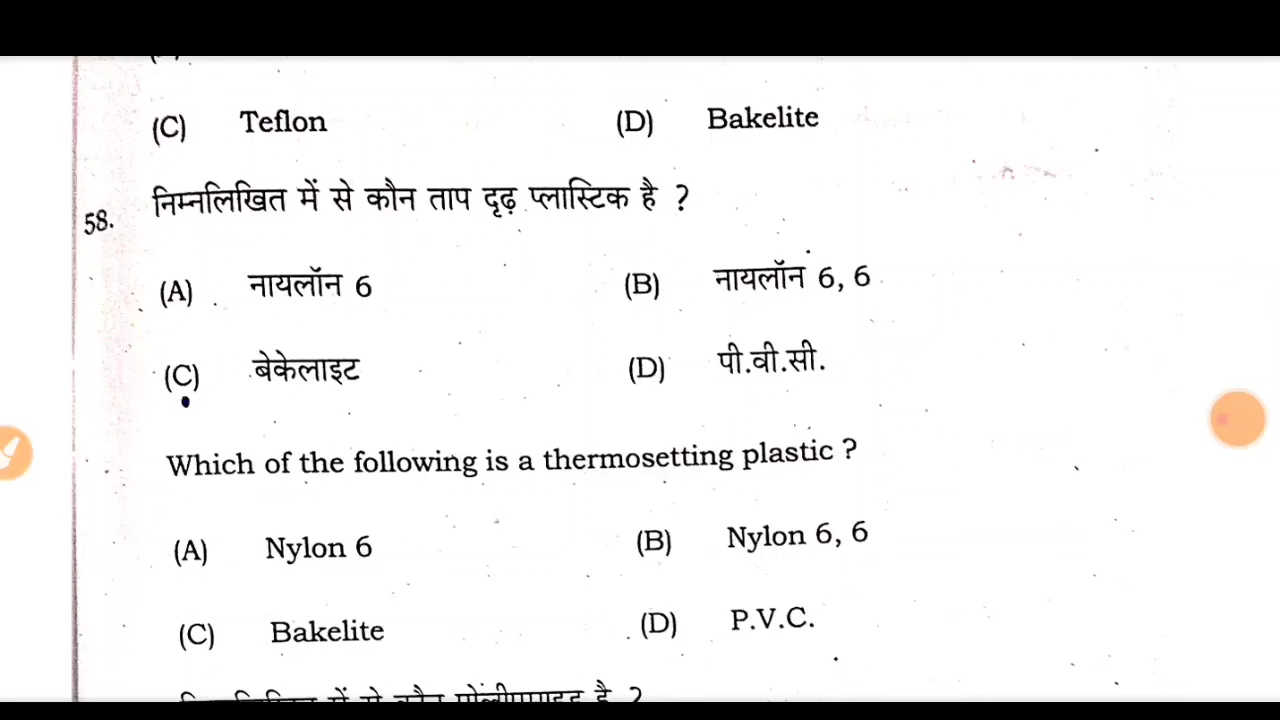 (C) Teflon (D) Bakelite
58. निम्नलिखित में से कौन ताप दृढ़ प्लास्टिक है ?
(A) नायलॉन 6 (B) नायलॉन 6, 6
(C) बेकेलाइट (D) पी.वी.सी.
Which of the following is a thermosetting plastic ?
(A) Nylon 6 (B) Nylon 6, 6
(C) Bakelite (D) P.V.C.
में से कौन है ?